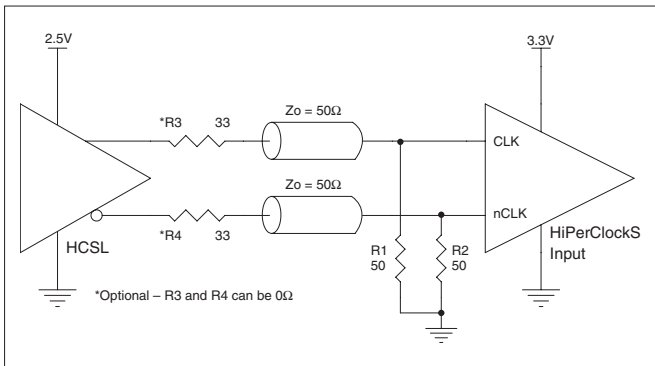 2.5V
3.3V
*R3 33
Zo = 50Ω
CLK
Zo = 50Ω
*R4 33
nCLK
HCSL
R1
50
R2
50
HiPerClockS
Input
*Optional – R3 and R4 can be 0Ω